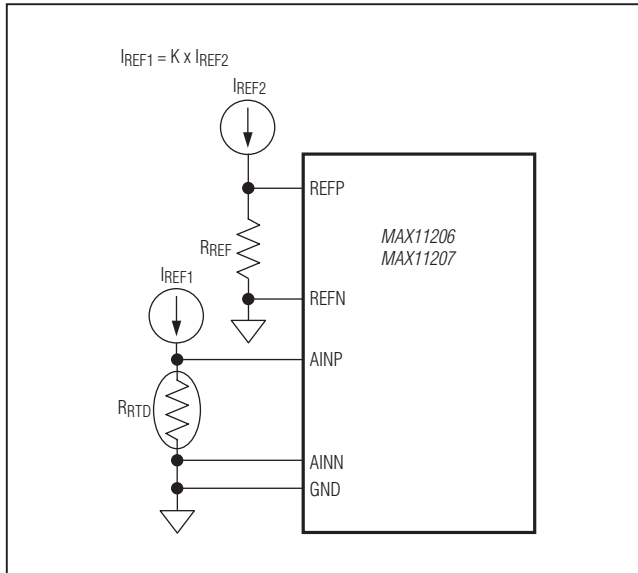 IREF1 = K x IREF2
IREF2
REFP
RREF
MAX11206
MAX11207
IREF1
REFN
AINP
RRTD
AINN
GND